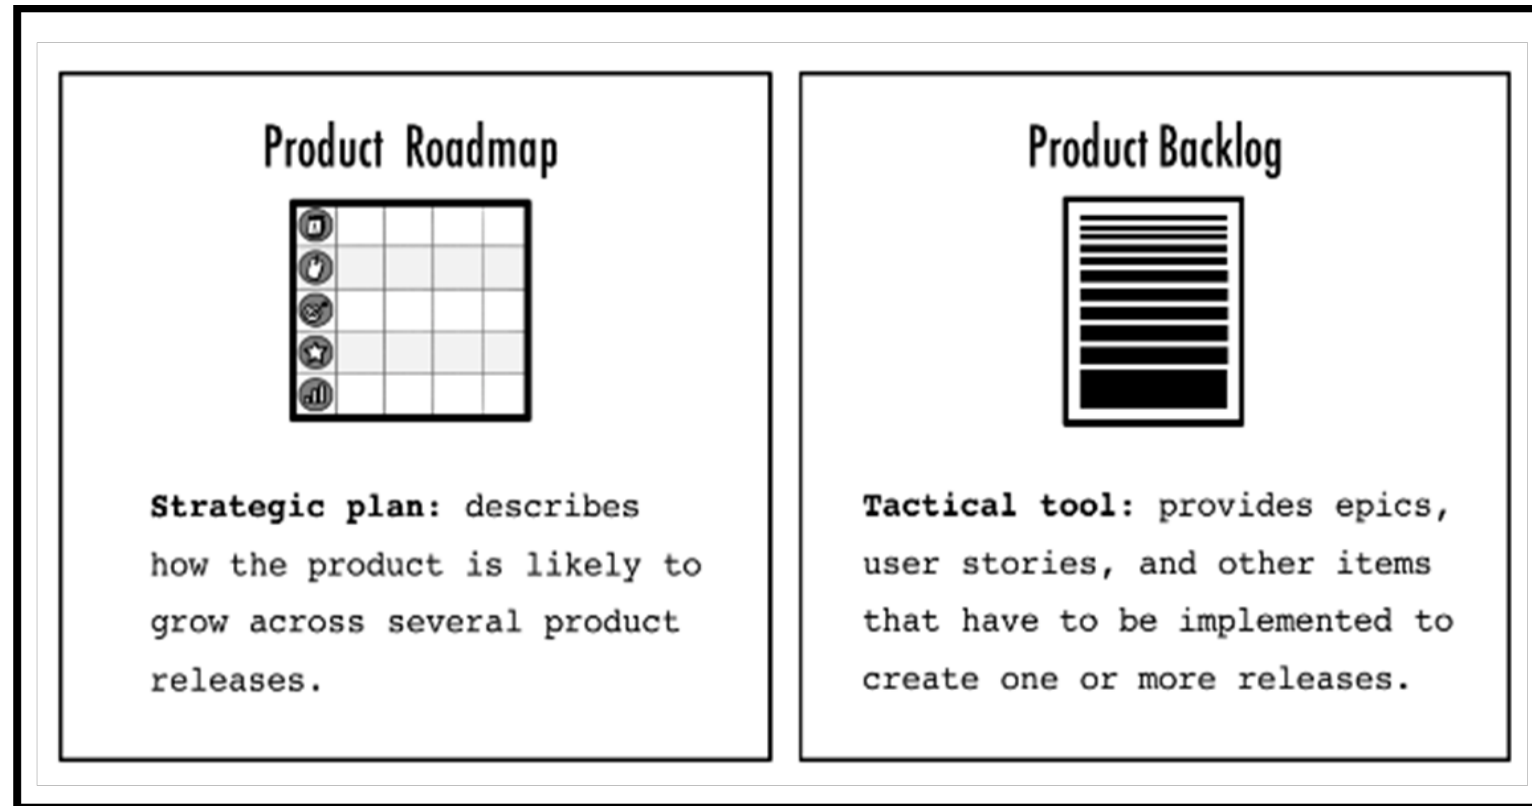 Product Roadmap
Strategic plan: describes
how the product is likely to
grow across several product
releases.
Product Backlog
Tactical tool: provides epics,
user stories, and other items
that have to be implemented to
create one or more releases.